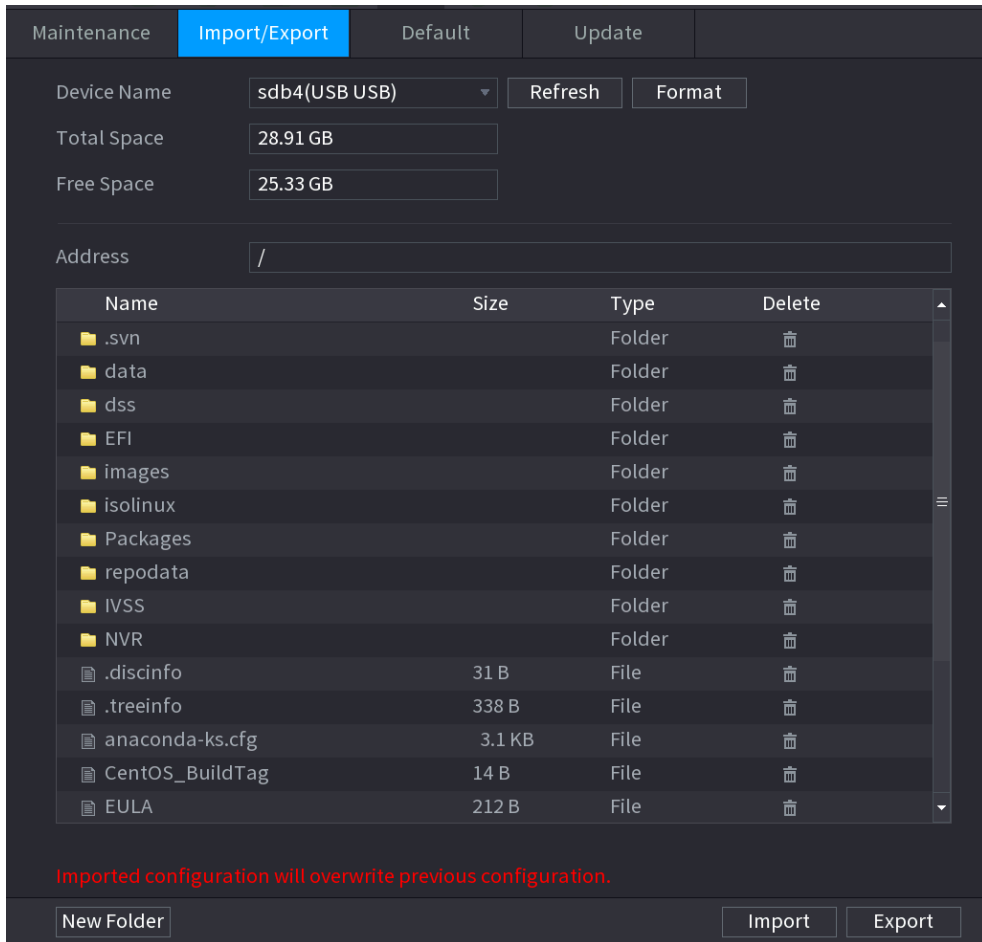 Maintenance Import/Export Default Update
Device Name sdb4(USB USB) Refresh Format
Total Space 28.91 GB
Free Space 25.33 GB
Address /
Name Size Type Delete
.svn Folder
data Folder
dss Folder
EFI Folder
images Folder
isolinux Folder
Packages Folder
repodata Folder
IVSS Folder
NVR Folder
.discinfo 31 B File
.treeinfo 338 B File
anaconda-ks.cfg 3.1 KB File
CentOS_BuildTag 14 B File
EULA 212 B File
Imported configuration will overwrite previous configuration.
New Folder Import Export